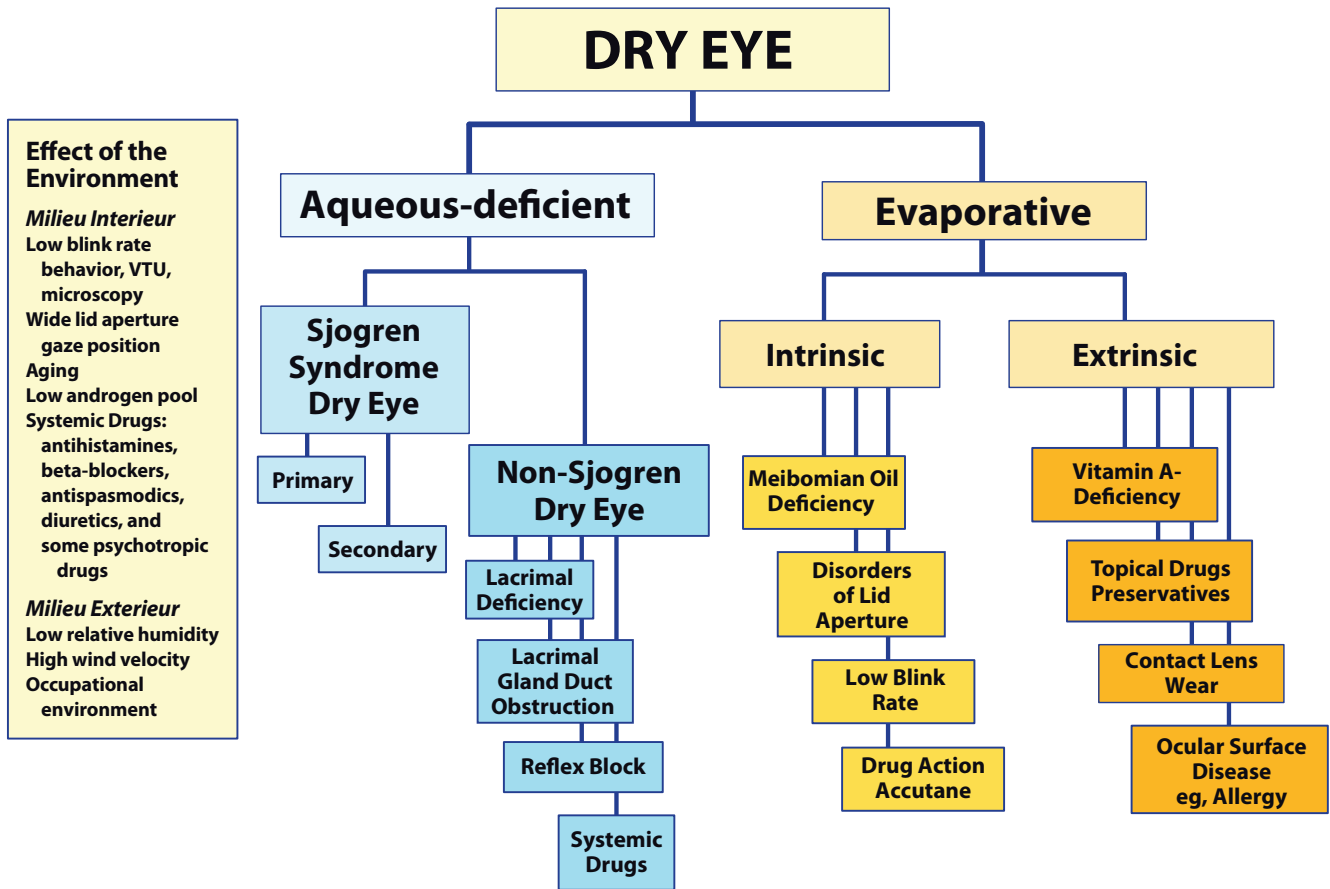 DRY EYE
Effect of the
Environment
Milieu Interieur
Low blink rate
behavior, VTU,
microscopy
Wide lid aperture
gaze position
Aging
Low androgen pool
Systemic Drugs:
antihistamines,
beta-blockers,
antispasmodics,
diuretics, and
some psychotropic
drugs
Milieu Exterieur
Low relative humidity
High wind velocity
Occupational
environment
Aqueous-deficient
Sjogren
Syndrome
Dry Eye
Primary
Secondary
Non-Sjogren
Dry Eye
Lacrimal
Deficiency
Lacrimal
Gland Duct
Obstruction
Reflex Block
Systemic
Drugs
Evaporative
Intrinsic
Meibomian Oil
Deficiency
Disorders
of Lid
Aperture
Low Blink
Rate
Drug Action
Accutane
Extrinsic
Vitamin A-
Deficiency
Topical Drugs
Preservatives
Contact Lens
Wear
Ocular Surface
Disease
eg, Allergy